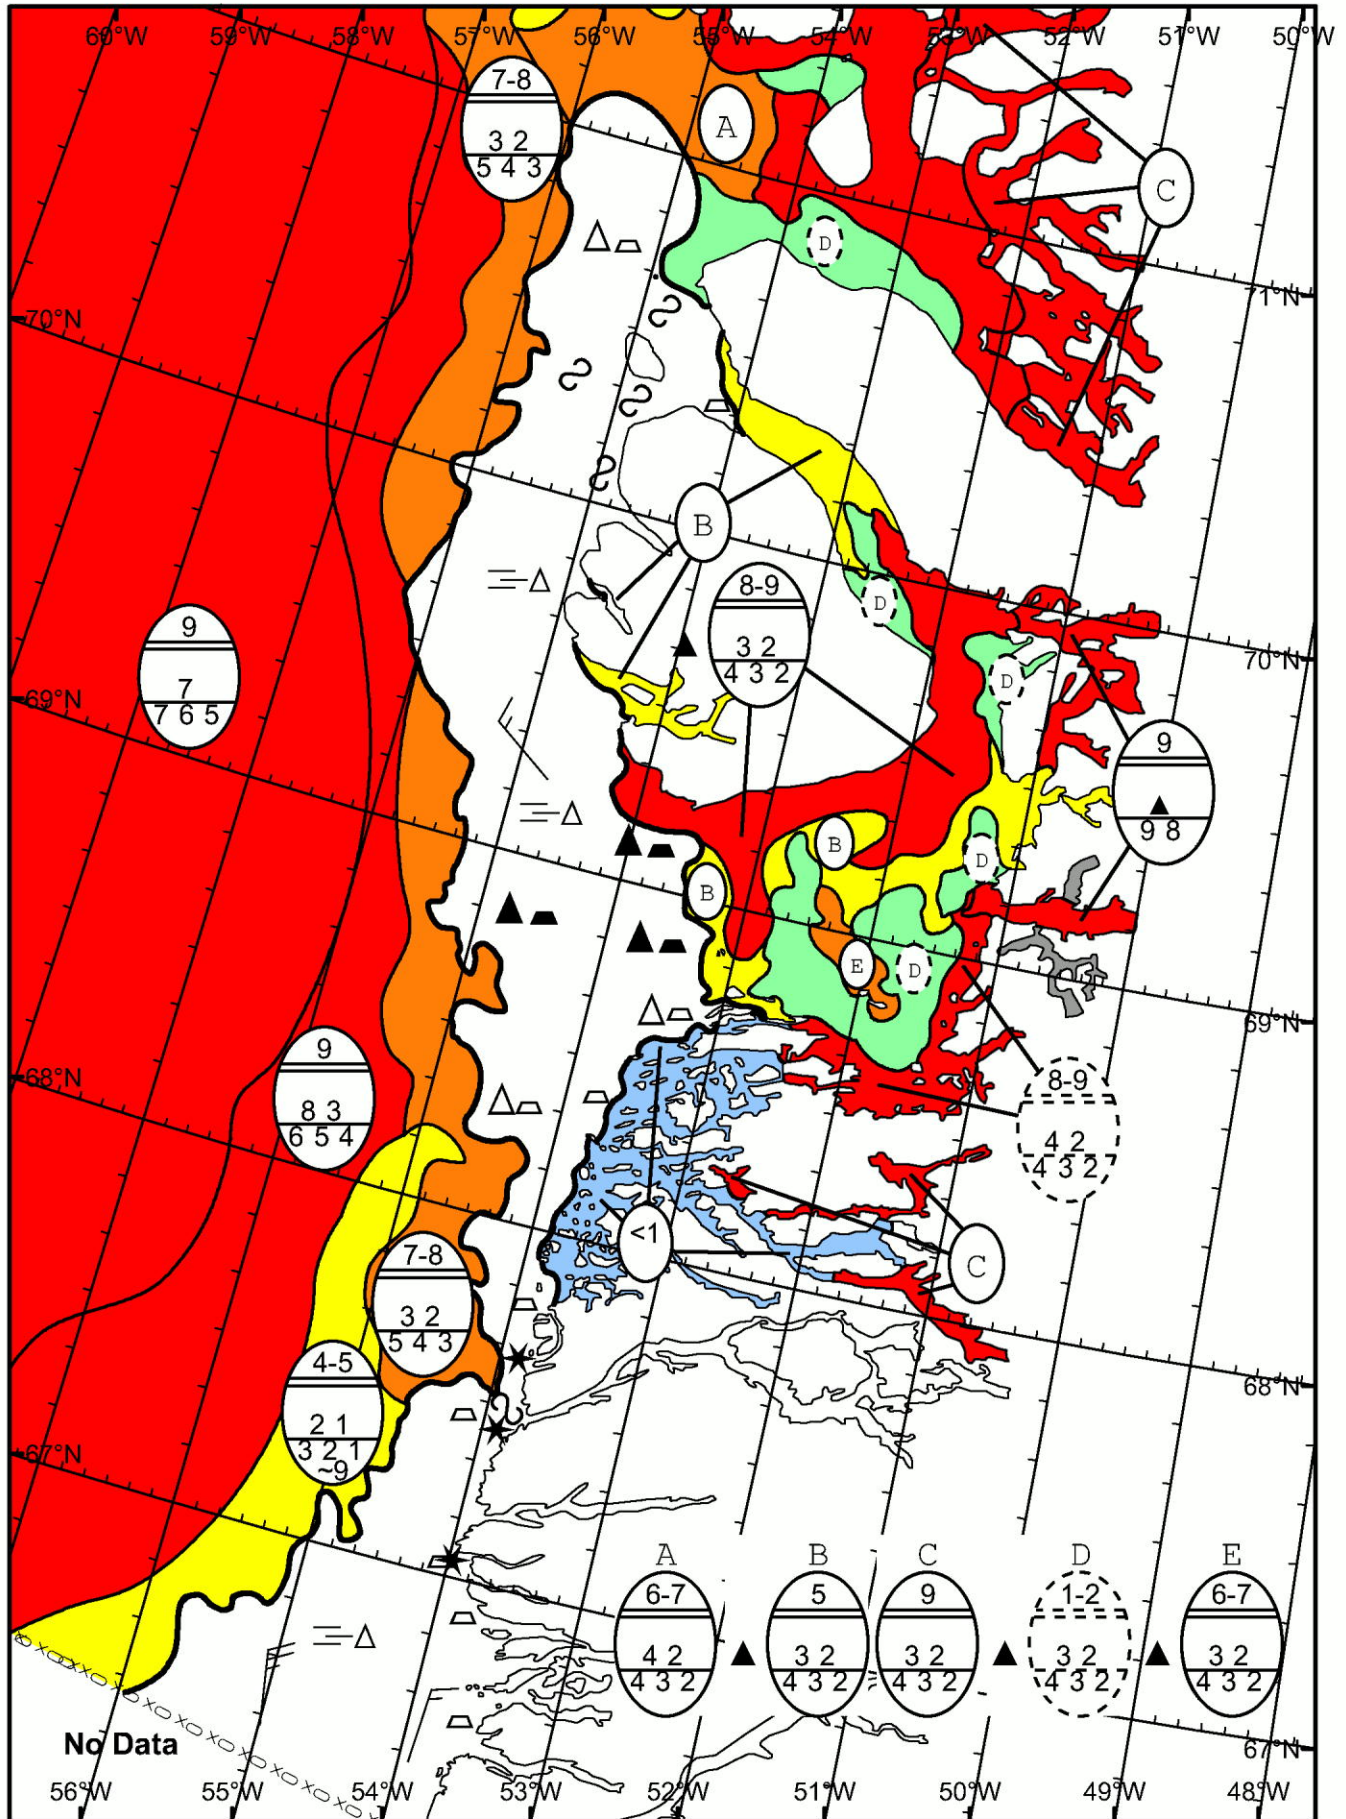 60°W 59°W 58°W 57°W 56°W 55°W 54°W 53°W 52°W 51°W 50°W
7-8
3 2
5 4 3
A
C
D
71°N
70°N
B
8-9
3 2
4 3 2
D
9
7
7 6 5
70°N
D
69°N
9
9 8
B
D
B
E
D
69°N
9
8 3
6 5 4
68°N
8-9
4 2
4 3 2
<1
C
7-8
3 2
5 4 3
4-5
2 1
3 2 1
~9
68°N
67°N
A B C D E
6-7 5 9 1-2 6-7
4 2 3 2 3 2 3 2 3 2
4 3 2 4 3 2 4 3 2 4 3 2 4 3 2
No Data
67°N
56°W 55°W 54°W 53°W 52°W 51°W 50°W 49°W 48°W